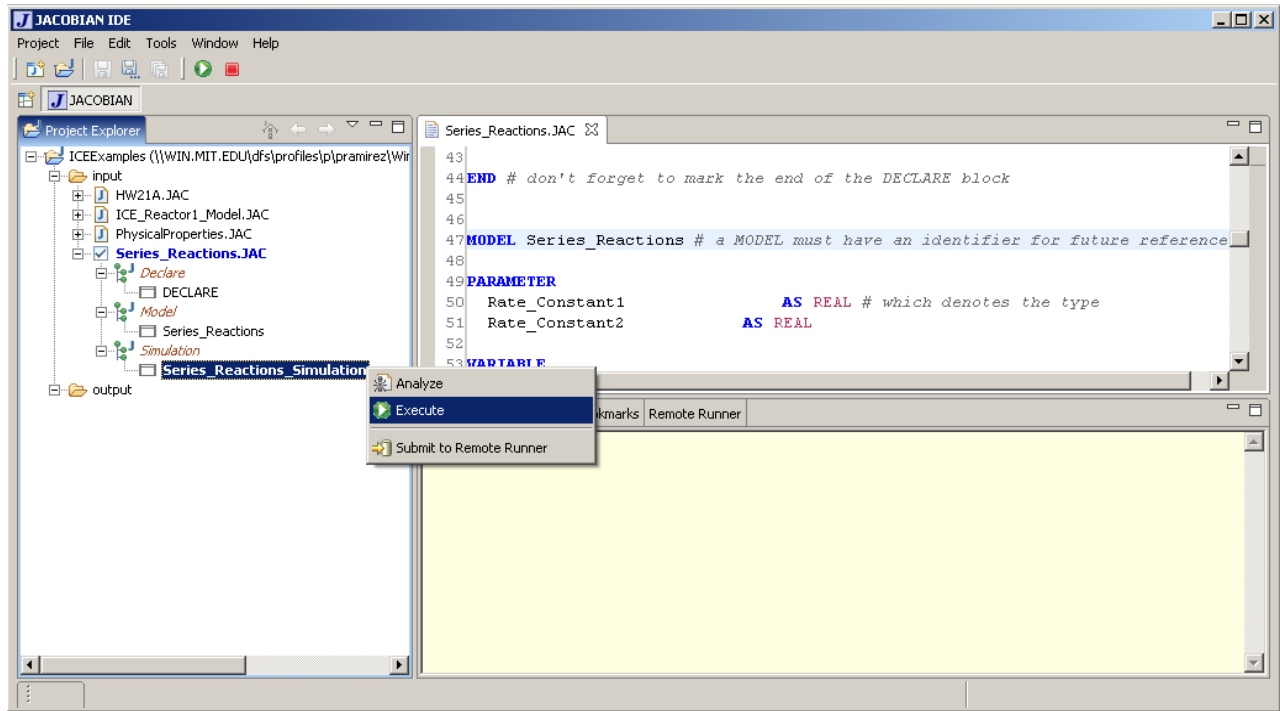 JACOBIAN IDE
Project File Edit Tools Window Help
JACOBIAN
Project Explorer
ICEExamples (\\WIN.MIT.EDU\dfs\profiles\p\pramirez\Wir
input
HW21A.JAC
ICE_Reactor1_Model.JAC
PhysicalProperties.JAC
Series_Reactions.JAC
Declare
DECLARE
Model
Series_Reactions
Simulation
Series_Reactions_Simulation
output
Analyze
Execute
Submit to Remote Runner
Series_Reactions.JAC
43
44 END # don't forget to mark the end of the DECLARE block
45
46
47 MODEL Series_Reactions # a MODEL must have an identifier for future reference
48
49 PARAMETER
50 Rate_Constant1 AS REAL # which denotes the type
51 Rate_Constant2 AS REAL
52
53 VARIABLE
kmarks Remote Runner